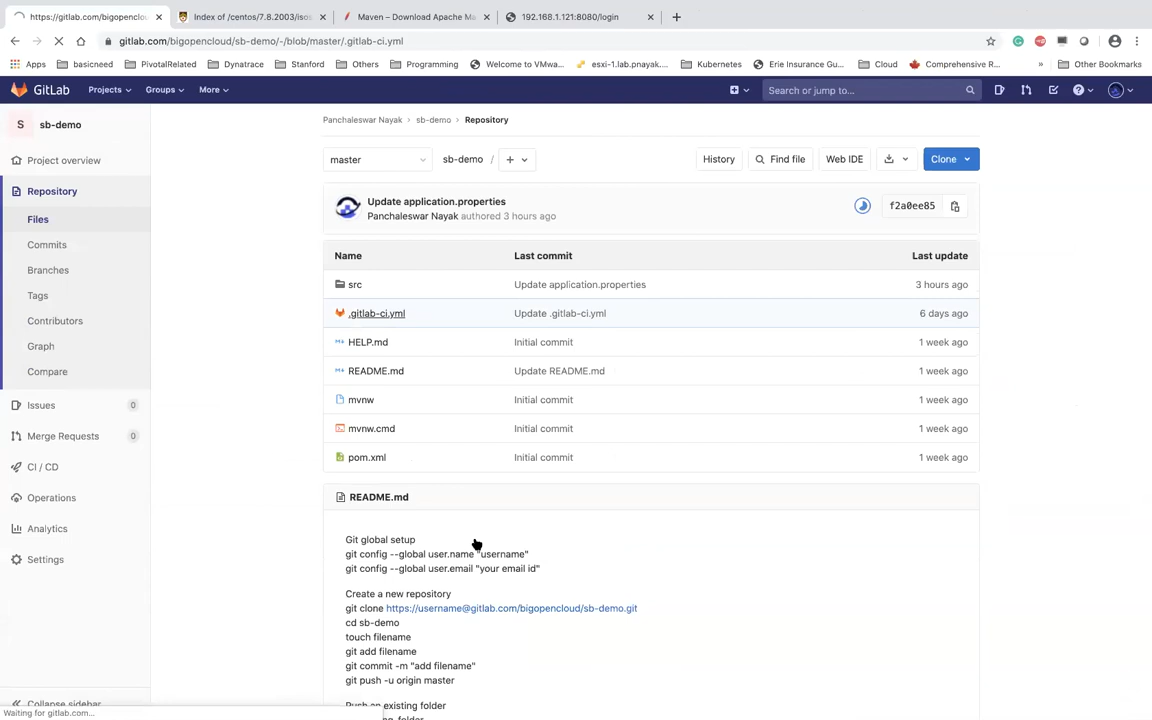 https://gitlab.com/bigopenclou
Index of /centos/7.8.2003/isos
Maven – Download Apache Ma
192.168.1.121:8080/login
gitlab.com/bigopencloud/sb-demo/-/blob/master/.gitlab-ci.yml
Apps basicneed PivotalRelated Dynatrace Stanford Others Programming Welcome to VMwa... esxi-1.lab.pnayak.... Kubernetes Erie Insurance Gu... Cloud Comprehensive R... » Other Bookmarks
GitLab Projects Groups More Search or jump to...
S sb-demo
Project overview
Repository
Files
Commits
Branches
Tags
Contributors
Graph
Compare
Issues 0
Merge Requests 0
CI / CD
Operations
Analytics
Settings
Collapse sidebar
Waiting for gitlab.com...
Panchaleswar Nayak › sb-demo › Repository
master sb-demo / + History Find file Web IDE Clone
Update application.properties
Panchaleswar Nayak authored 3 hours ago
f2a0ee85
Name Last commit Last update
src Update application.properties 3 hours ago
.gitlab-ci.yml Update .gitlab-ci.yml 6 days ago
HELP.md Initial commit 1 week ago
README.md Update README.md 1 week ago
mvnw Initial commit 1 week ago
mvnw.cmd Initial commit 1 week ago
pom.xml Initial commit 1 week ago
README.md
Git global setup
git config --global user.name "username"
git config --global user.email "your email id"
Create a new repository
git clone https://username@gitlab.com/bigopencloud/sb-demo.git
cd sb-demo
touch filename
git add filename
git commit -m "add filename"
git push -u origin master
Push an existing folder